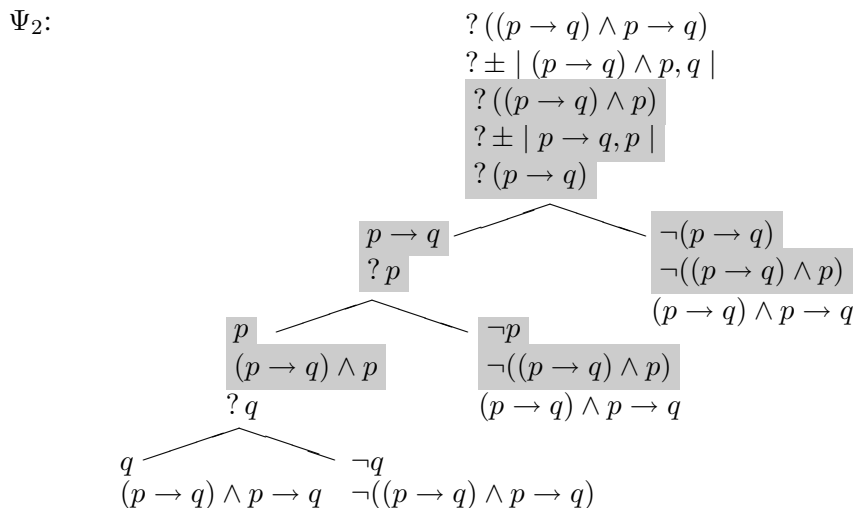 Ψ₂:
? ((p → q) ∧ p → q)
? ± | (p → q) ∧ p, q |
? ((p → q) ∧ p)
? ± | p → q, p |
? (p → q)
p → q ¬(p → q)
? p ¬((p → q) ∧ p)
(p → q) ∧ p → q
p ¬p
(p → q) ∧ p ¬((p → q) ∧ p)
? q (p → q) ∧ p → q
q ¬q
(p → q) ∧ p → q ¬((p → q) ∧ p → q)